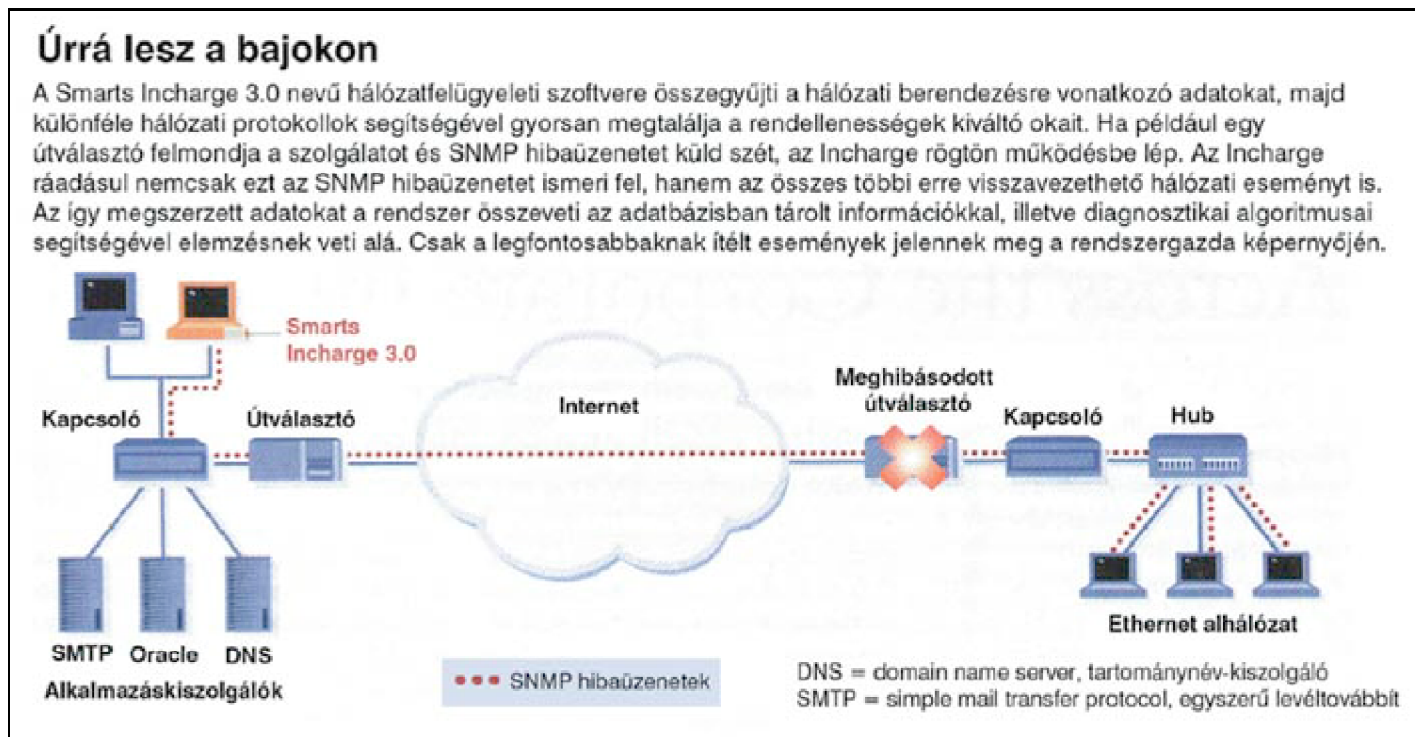 Úrrá lesz a bajokon
A Smarts Incharge 3.0 nevű hálózatfelügyeleti szoftvere összegyűjti a hálózati berendezésre vonatkozó adatokat, majd
különféle hálózati protokollok segítségével gyorsan megtalálja a rendellenességek kiváltó okait. Ha például egy
útválasztó felmondja a szolgálatot és SNMP hibaüzenetet küld szét, az Incharge rögtön működésbe lép. Az Incharge
ráadásul nemcsak ezt az SNMP hibaüzenetet ismeri fel, hanem az összes többi erre visszavezethető hálózati eseményt is.
Az így megszerzett adatokat a rendszer összeveti az adatbázisban tárolt információkkal, illetve diagnosztikai algoritmusai
segítségével elemzésnek veti alá. Csak a legfontosabbaknak ítélt események jelennek meg a rendszergazda képernyőjén.
Smarts
Incharge 3.0
Kapcsoló
Útválasztó
Internet
Meghibásodott
útválasztó
Kapcsoló
Hub
SMTP Oracle DNS
Alkalmazáskiszolgálók
Ethernet alhálózat
SNMP hibaüzenetek
DNS = domain name server, tartománynév-kiszolgáló
SMTP = simple mail transfer protocol, egyszerű levéltovábbít